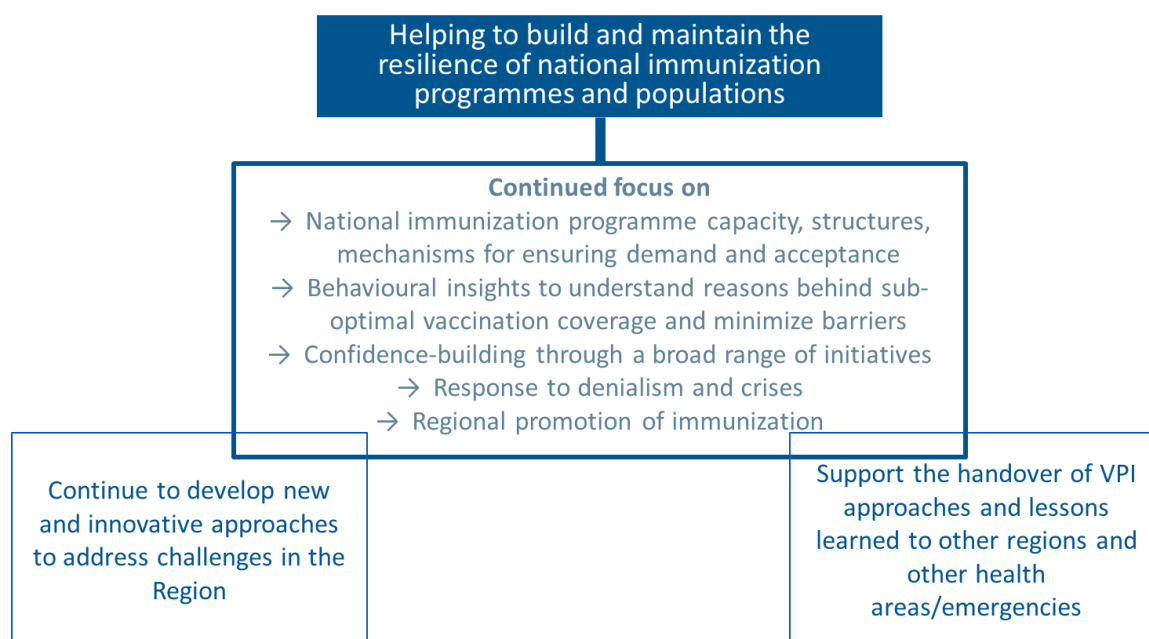 Helping to build and maintain the
resilience of national immunization
programmes and populations
Continued focus on
→ National immunization programme capacity, structures,
mechanisms for ensuring demand and acceptance
→ Behavioural insights to understand reasons behind sub-
optimal vaccination coverage and minimize barriers
→ Confidence-building through a broad range of initiatives
→ Response to denialism and crises
→ Regional promotion of immunization
Continue to develop new
and innovative approaches
to address challenges in the
Region
Support the handover of VPI
approaches and lessons
learned to other regions and
other health
areas/emergencies